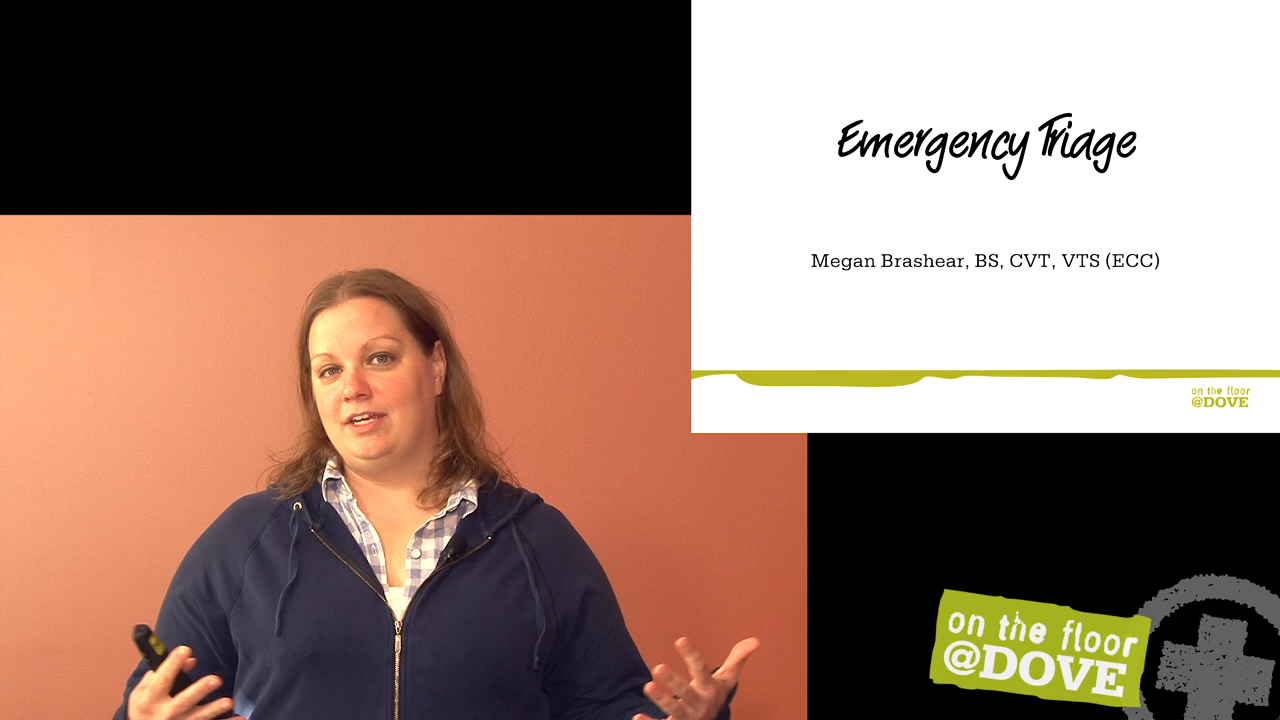 Emergency Triage
Megan Brashear, BS, CVT, VTS (ECC)
on the floor
@DOVE
on the floor
@DOVE